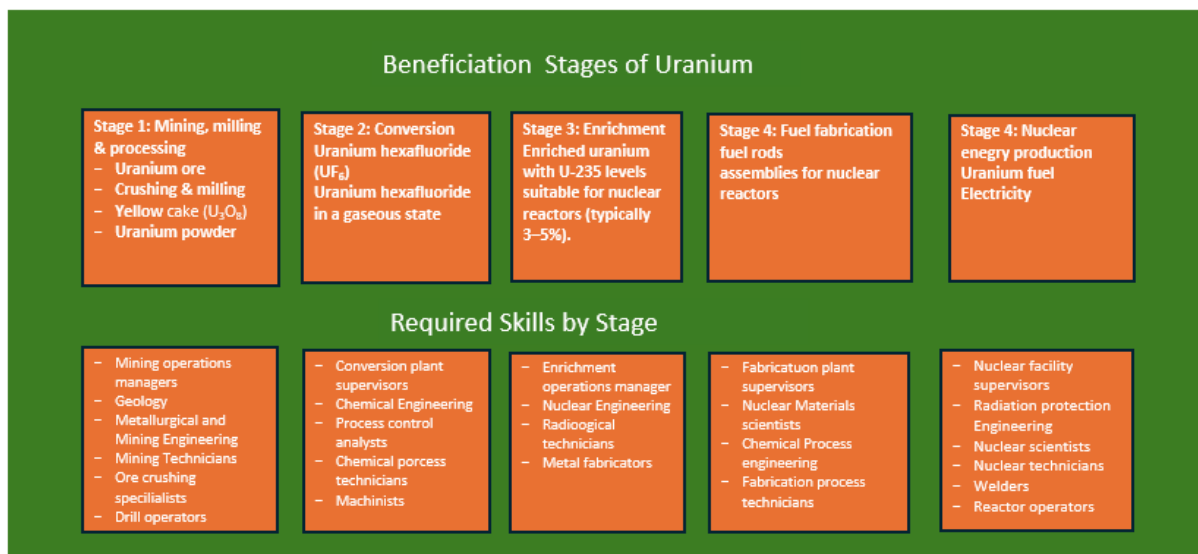 Beneficiation  Stages of Uranium
Stage 1: Mining, milling
& processing
– Uranium ore
– Crushing & milling
– Yellow cake (U₃O₈)
– Uranium powder
Stage 2: Conversion
Uranium hexafluoride
(UF₆)
Uranium hexafluoride
in a gaseous state
Stage 3: Enrichment
Enriched uranium
with U-235 levels
suitable for nuclear
reactors (typically
3–5%).
Stage 4: Fuel fabrication
fuel rods
assemblies for nuclear
reactors
Stage 4: Nuclear
enegry production
Uranium fuel
Electricity
Required Skills by Stage
– Mining operations
managers
– Geology
– Metallurgical and
Mining Engineering
– Mining Technicians
– Ore crushing
specilialists
– Drill operators
– Conversion plant
supervisors
– Chemical Engineering
– Process control
analysts
– Chemical porcess
technicians
– Machinists
– Enrichment
operations manager
– Nuclear Engineering
– Radioogical
technicians
– Metal fabricators
– Fabricatuon plant
supervisors
– Nuclear Materials
scientists
– Chemical Process
engineering
– Fabrication process
technicians
– Nuclear facility
supervisors
– Radiation protection
Engineering
– Nuclear scientists
– Nuclear technicians
– Welders
– Reactor operators